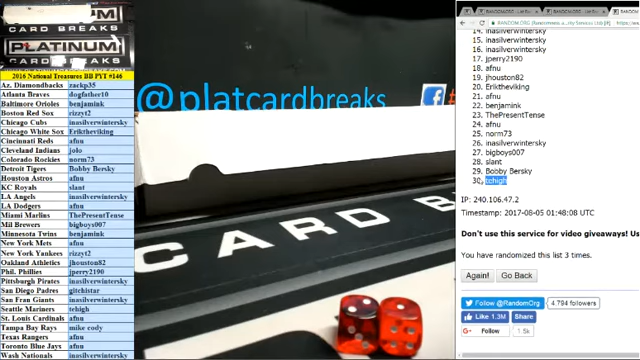 CARD BREAKS
PLATINUM
CARD BREAKS
2016 National Treasures BB PYT #146
Az. Diamondbacks zackp35
Atlanta Braves dogfather10
Baltimore Orioles benjamink
Boston Red Sox rizzyt2
Chicago Cubs inasilverwintersky
Chicago White Sox Eriktheviking
Cincinnati Reds afnu
Cleveland Indians jolo
Colorado Rockies norm73
Detroit Tigers Bobby Bersky
Houston Astros afnu
KC Royals slant
LA Angels inasilverwintersky
LA Dodgers afnu
Miami Marlins ThePresentTense
Mil Brewers bigboys007
Minnesota Twins benjamink
New York Mets afnu
New York Yankees rizzyt2
Oakland Athletics jhouston82
Phil. Phillies jperry2190
Pittsburgh Pirates inasilverwintersky
San Diego Padres gitchistar
San Fran Giants inasilverwintersky
Seattle Mariners tchigh
St. Louis Cardinals afnu
Tampa Bay Rays mike cody
Texas Rangers afnu
Toronto Blue Jays afnu
Wash Nationals inasilverwintersky
@platcardbreaks
f
CARD B
14. inasilverwintersky
15. inasilverwintersky
16. inasilverwintersky
17. jperry2190
18. afnu
19. jhouston82
20. Eriktheviking
21. afnu
22. benjamink
23. ThePresentTense
24. afnu
25. norm73
26. inasilverwintersky
27. bigboys007
28. slant
29. Bobby Bersky
30. tchigh
IP: 240.106.47.2
Timestamp: 2017-08-05 01:48:08 UTC
Don't use this service for video giveaways! Us
You have randomized this list 3 times.
Again! Go Back
Follow @RandomOrg 4,794 followers
Like 1.3M Share
Follow 1.5k